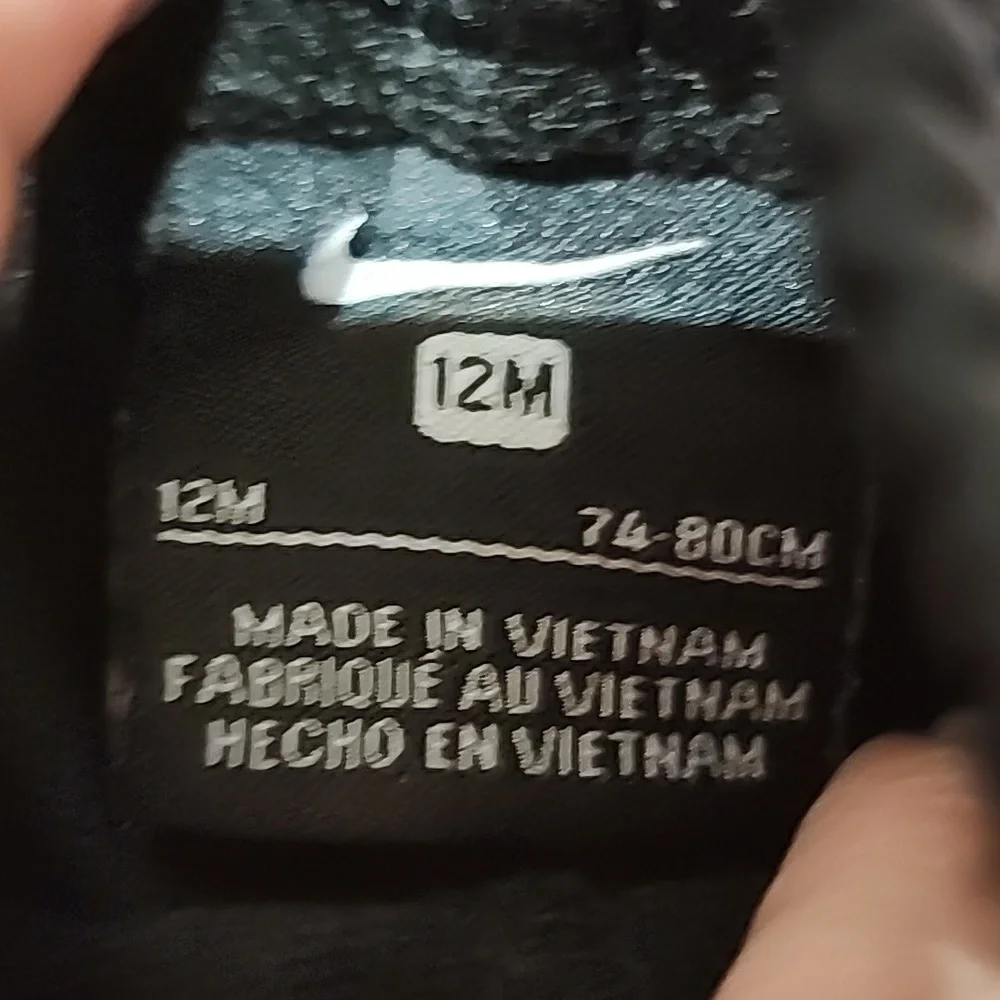 12M
12M 74-80CM
MADE IN VIETNAM
FABRIQUÉ AU VIETNAM
HECHO EN VIETNAM